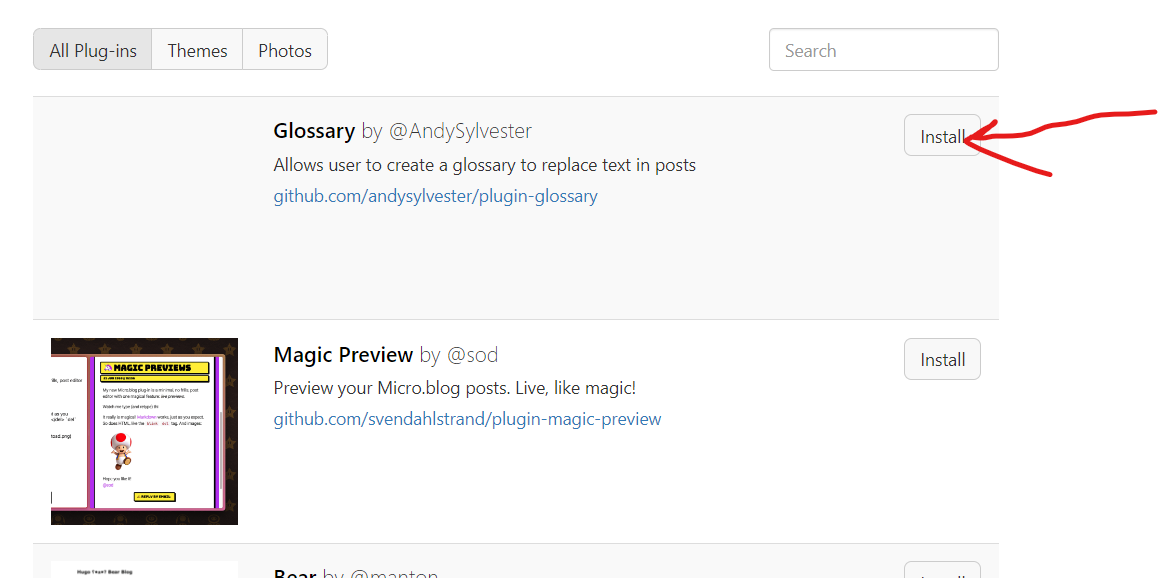 All Plug-ins Themes Photos Search
Glossary by @AndySylvester Install
Allows user to create a glossary to replace text in posts
github.com/andysylvester/plugin-glossary
Magic Preview by @sod Install
Preview your Micro.blog posts. Live, like magic!
github.com/svendahlstrand/plugin-magic-preview
MAGIC PREVIEWS
My new Micro.blog plug-in is a minimal, no frills, post
editor with one magical feature: live previews.
Watch me type (and retype) this
It really is magical! Markdown works, just as you expect.
So does HTML, like the blank tag. And images:
Hope you like it!
@sod
REPLY BY EMAIL
Bear by @manton Install